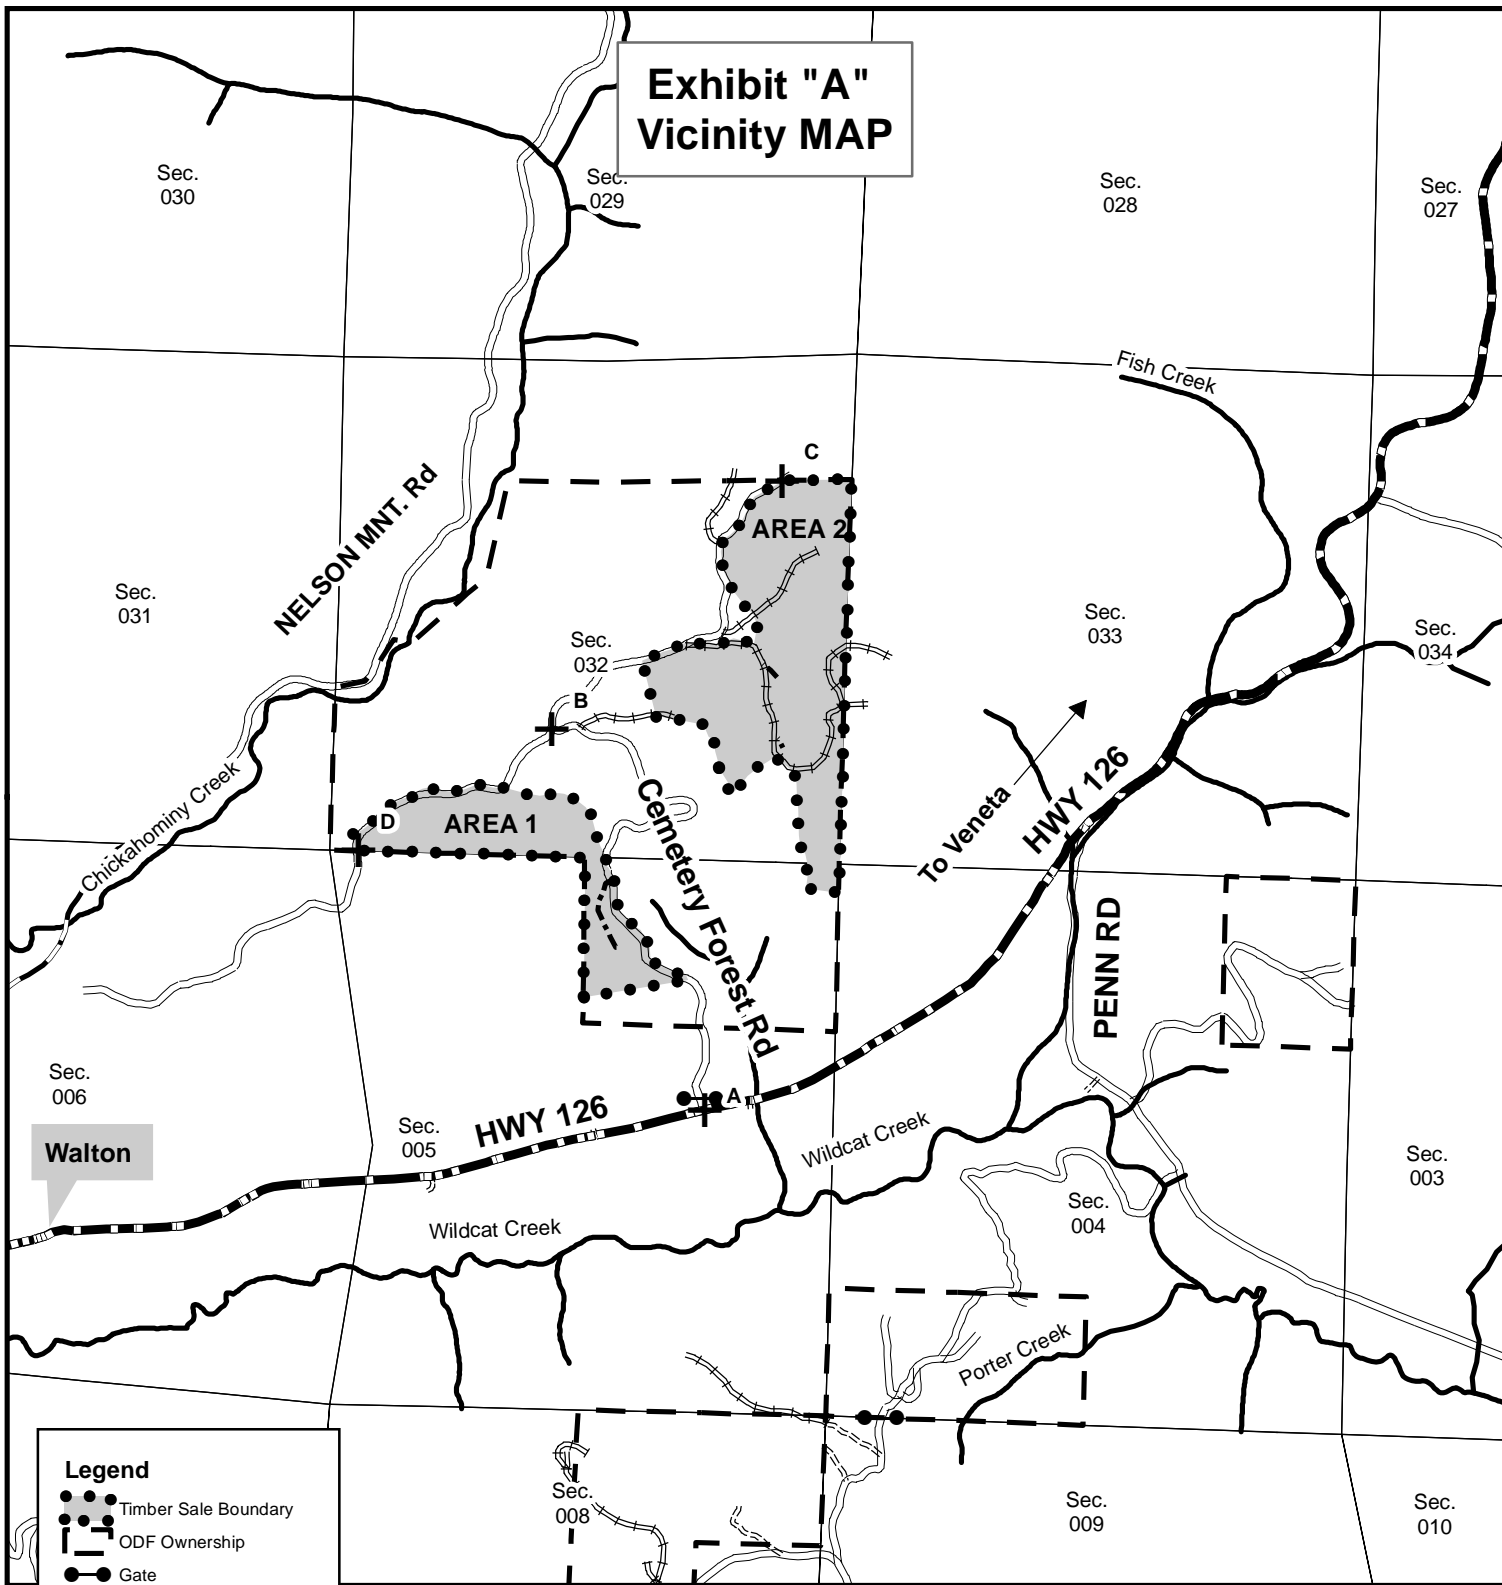 Exhibit "A"
Vicinity MAP
Sec.
030
Sec.
029
Sec.
028
Sec.
027
Fish Creek
C
AREA 2
NELSON MNT. Rd
Sec.
031
Sec.
032
Sec.
033
Sec.
034
B
Chickahominy Creek
D
AREA 1
Cemetery Forest Rd
To Veneta
HWY 126
PENN RD
Sec.
006
A
HWY 126
Sec.
005
Walton
Wildcat Creek
Wildcat Creek
Sec.
003
Sec.
004
Porter Creek
Legend
Timber Sale Boundary
ODF Ownership
Gate
Sec.
008
Sec.
009
Sec.
010